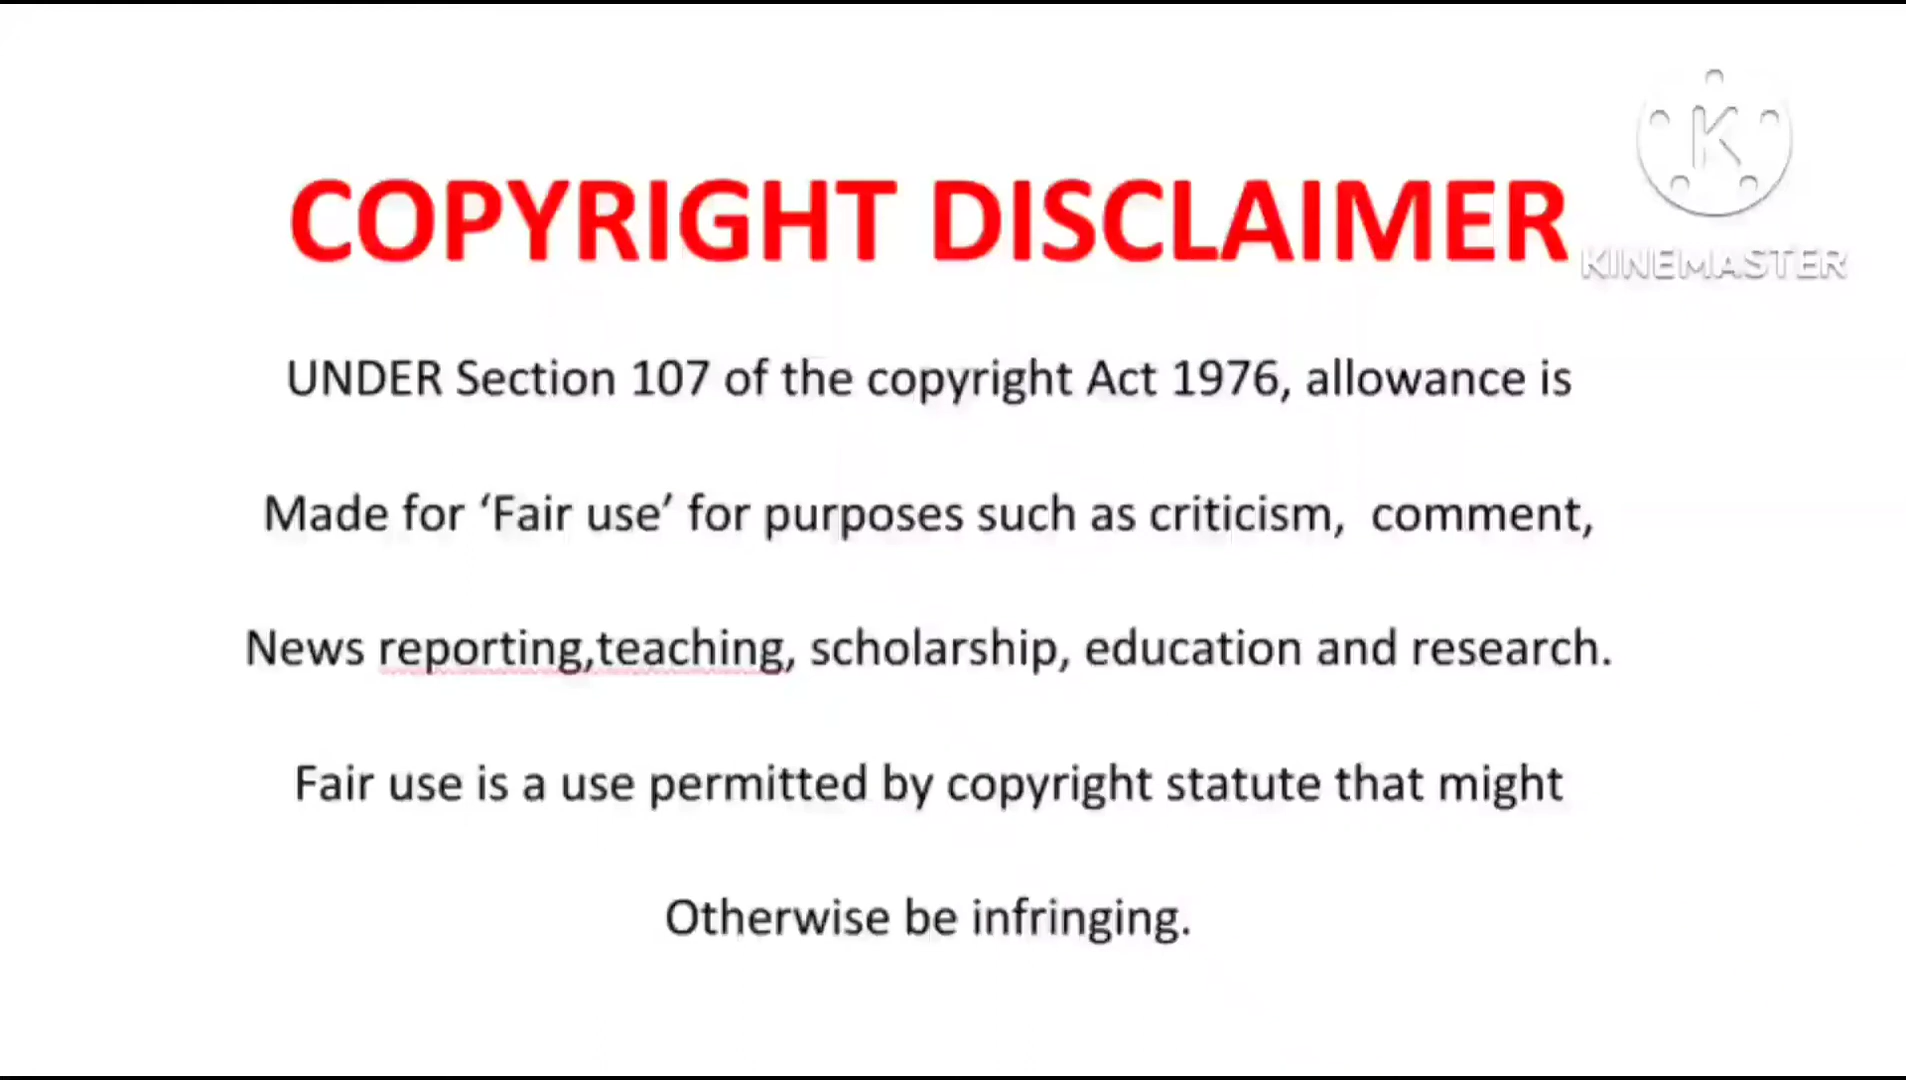 COPYRIGHT DISCLAIMER
K
KINEMASTER
UNDER Section 107 of the copyright Act 1976, allowance is
Made for ‘Fair use’ for purposes such as criticism,  comment,
News reporting,teaching, scholarship, education and research.
Fair use is a use permitted by copyright statute that might
Otherwise be infringing.